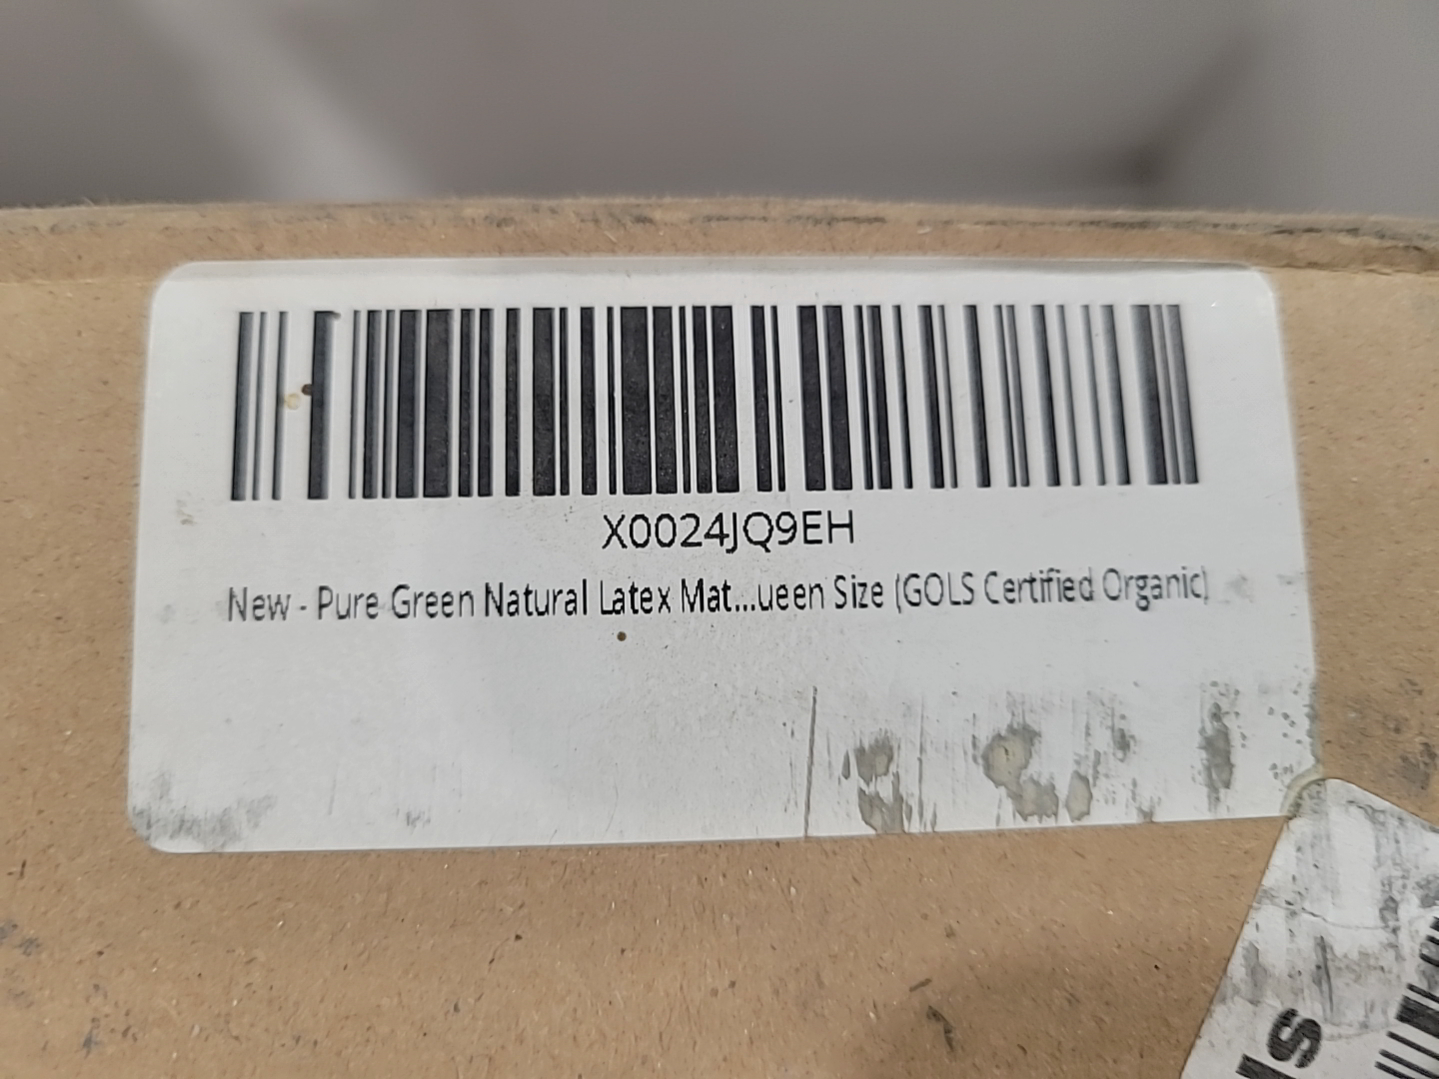 X0024JQ9EH
New - Pure Green Natural Latex Mat...ueen Size (GOLS Certified Organic)